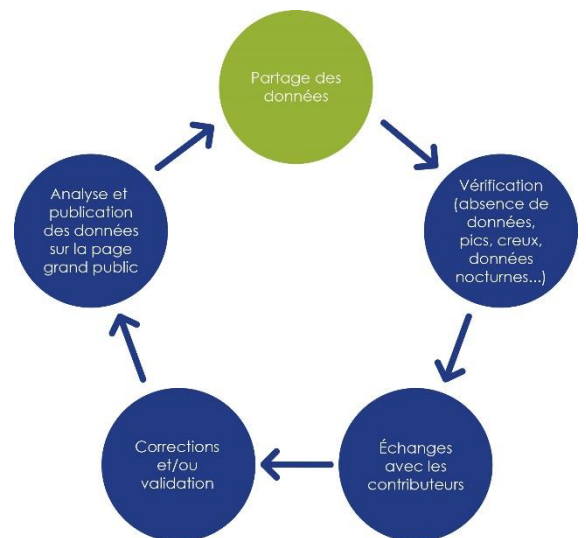 Partage des
données
Vérification
(absence de
données,
pics, creux,
données
nocturnes...)
Échanges
avec les
contributeurs
Corrections
et/ou
validation
Analyse et
publication
des données
sur la page
grand public